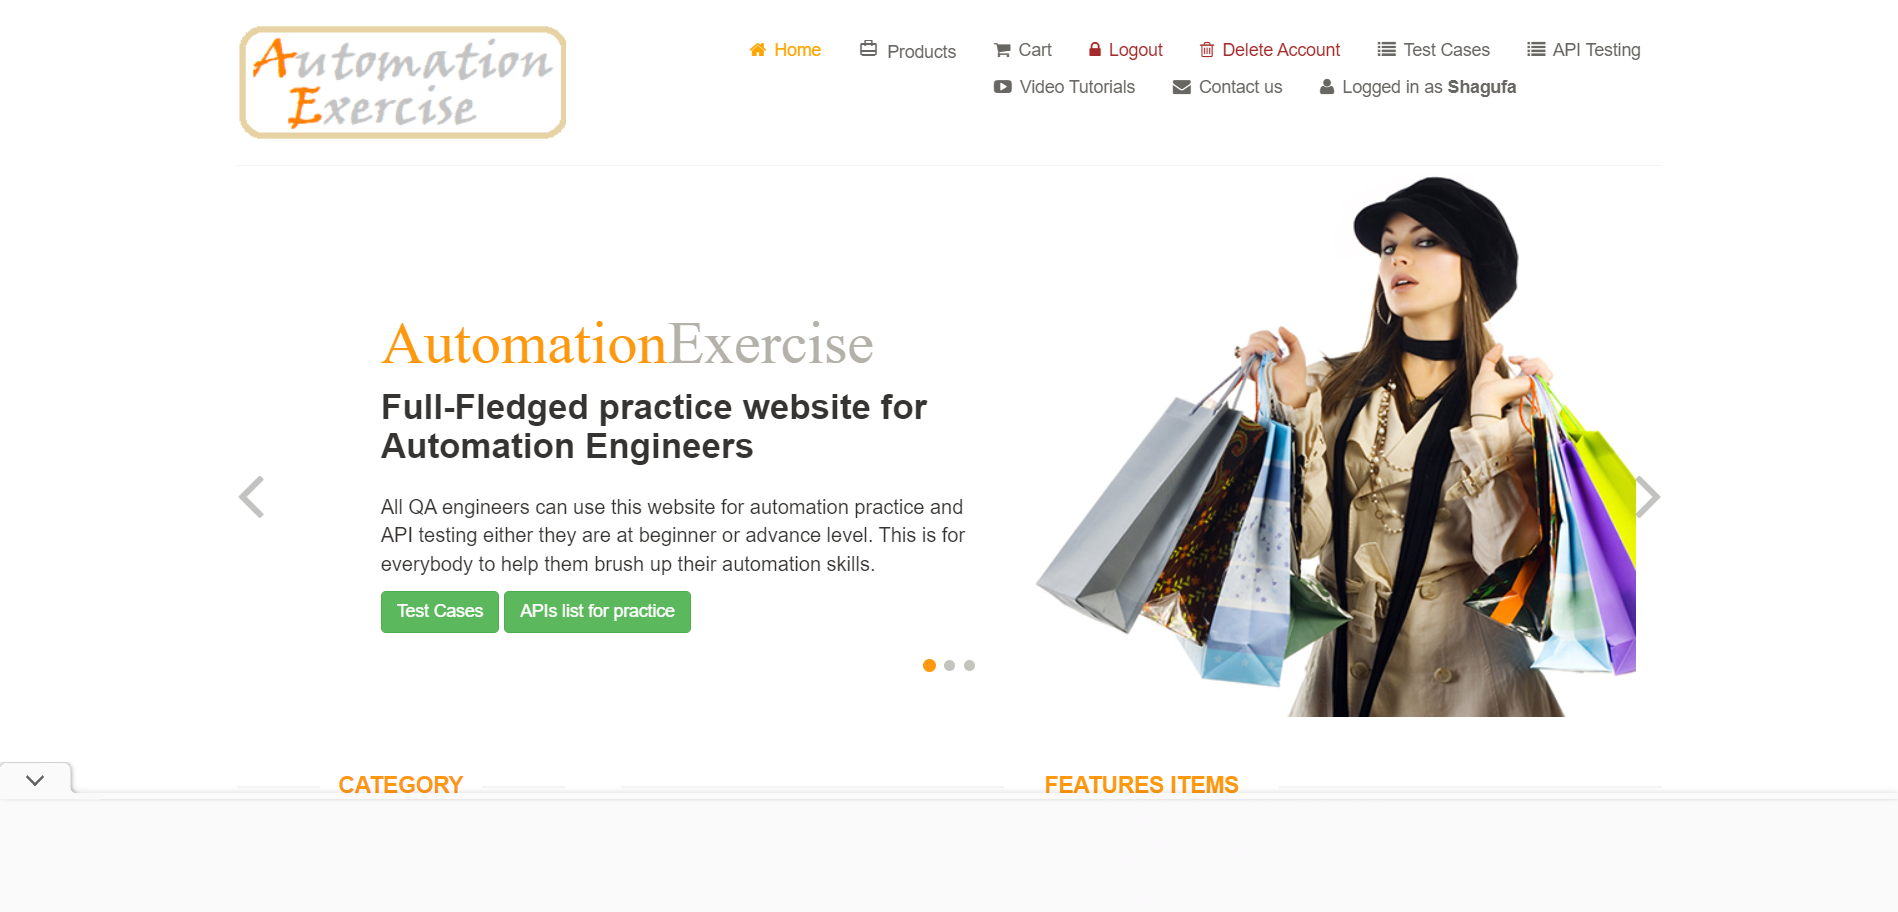 Automation
Exercise
Home Products Cart Logout Delete Account Test Cases API Testing
Video Tutorials Contact us Logged in as Shagufa
AutomationExercise
Full-Fledged practice website for
Automation Engineers
All QA engineers can use this website for automation practice and
API testing either they are at beginner or advance level. This is for
everybody to help them brush up their automation skills.
Test Cases APIs list for practice
CATEGORY FEATURES ITEMS